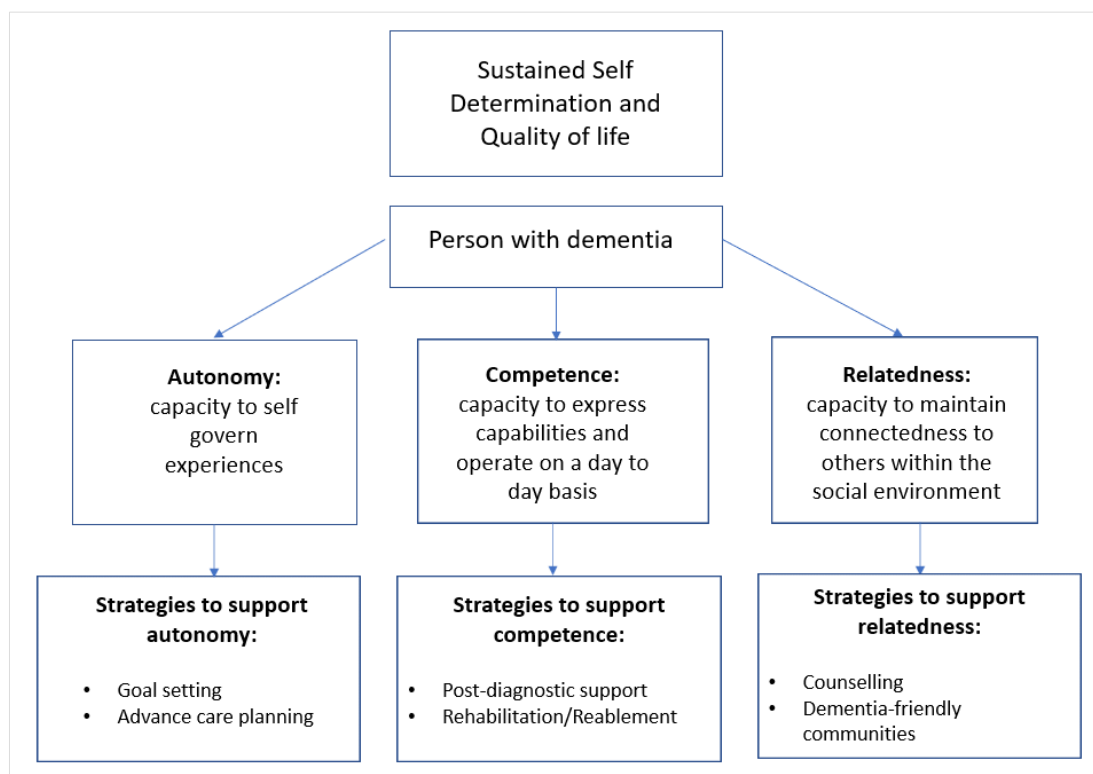 Sustained Self
Determination and
Quality of life
Person with dementia
Autonomy:
capacity to self
govern
experiences
Competence:
capacity to express
capabilities and
operate on a day to
day basis
Relatedness:
capacity to maintain
connectedness to
others within the
social environment
Strategies to support
autonomy:
• Goal setting
• Advance care planning
Strategies to support
competence:
• Post-diagnostic support
• Rehabilitation/Reablement
Strategies to support
relatedness:
• Counselling
• Dementia-friendly
communities